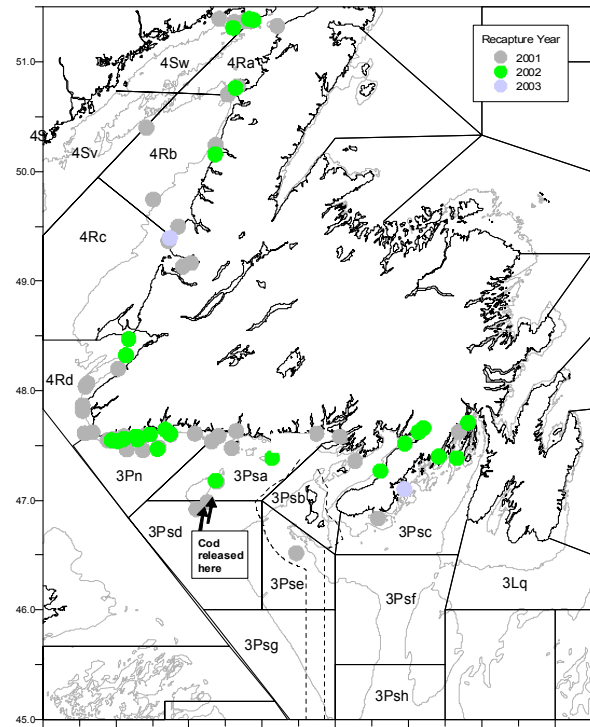 51.0
50.0
49.0
48.0
47.0
46.0
45.0
Recapture Year
2001
2002
2003
4Sw
4Ra
4S
4Sv
4Rb
4Rc
4Rd
3Pn
3Psa
3Psb
3Psc
3Psd
Cod
released
here
3Pse
3Psf
3Lq
3Psg
3Psh